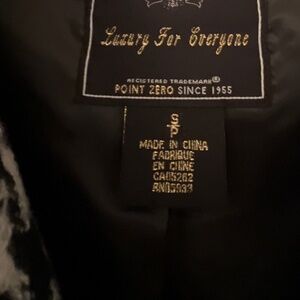 Luxury For Everyone
REGISTERED TRADEMARK®
POINT ZERO SINCE 1955
S/P
MADE IN CHINA
FABRIQUE
EN CHINE
CA05262
RN05033